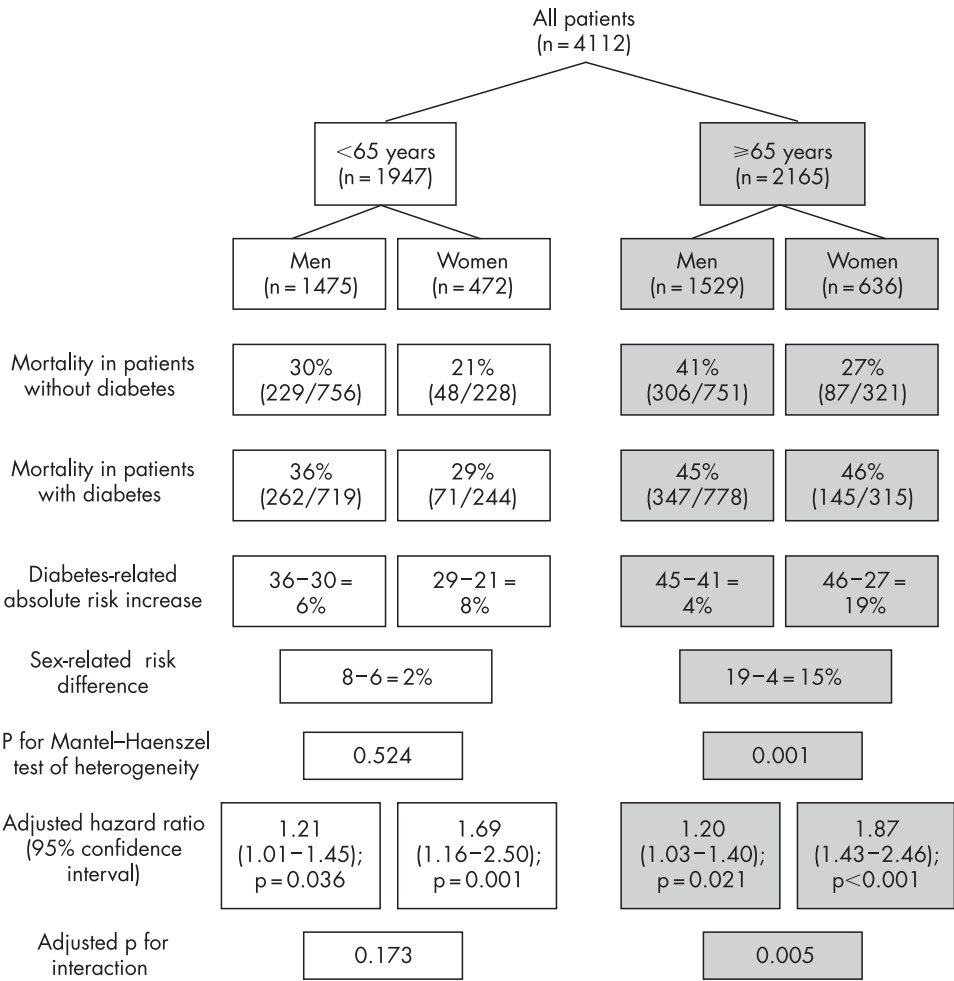 All patients
(n = 4112)
<65 years
(n = 1947)
⩾65 years
(n = 2165)
Men
(n = 1475)
Women
(n = 472)
Men
(n = 1529)
Women
(n = 636)
Mortality in patients
without diabetes
30%
(229/756)
21%
(48/228)
41%
(306/751)
27%
(87/321)
Mortality in patients
with diabetes
36%
(262/719)
29%
(71/244)
45%
(347/778)
46%
(145/315)
Diabetes-related
absolute risk increase
36−30 =
6%
29−21 =
8%
45−41 =
4%
46−27 =
19%
Sex-related risk
difference
8−6 = 2%
19−4 = 15%
P for Mantel–Haenszel
test of heterogeneity
0.524
0.001
Adjusted hazard ratio
(95% confidence
interval)
1.21
(1.01−1.45);
p=0.036
1.69
(1.16−2.50);
p=0.001
1.20
(1.03−1.40);
p=0.021
1.87
(1.43−2.46);
p<0.001
Adjusted p for
interaction
0.173
0.005